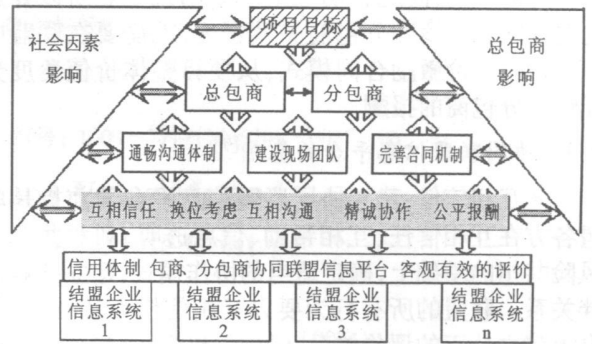 项目目标
社会因素
影响
总包商
影响
总包商
分包商
通畅沟通体制
建设现场团队
完善合同机制
互相信任 换位考虑 互相沟通 精诚协作 公平报酬
信用体制 包商、分包商协同联盟信息平台 客观有效的评价
结盟企业
信息系统
1
结盟企业
信息系统
2
结盟企业
信息系统
3
结盟企业
信息系统
n